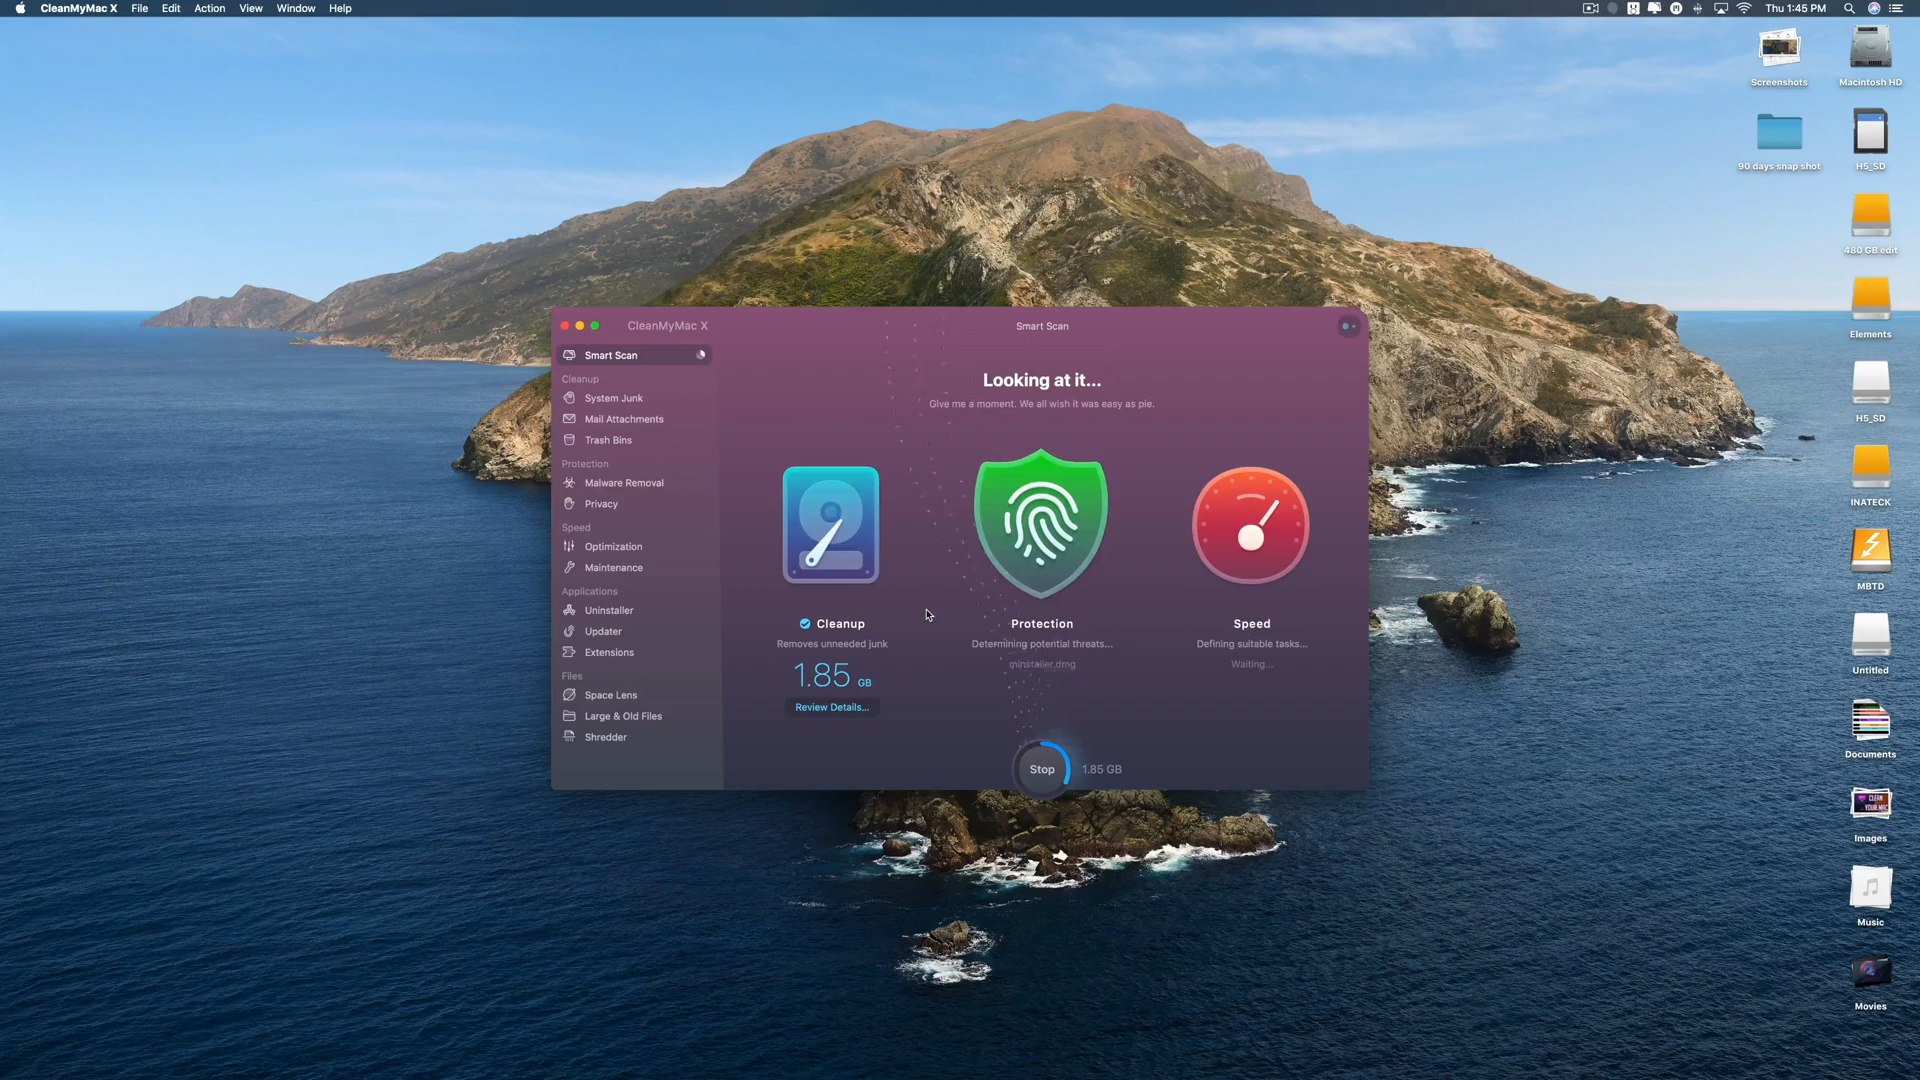 CleanMyMac X File Edit Action View Window Help
Thu 1:45 PM
Screenshots
Macintosh HD
90 days snap shot
H5_SD
480 GB edit
Elements
H5_SD
INATECK
MBTD
Untitled
Documents
CLEAN
YOUR MAC
Images
Music
Movies
CleanMyMac X
Smart Scan
Smart Scan
Cleanup
System Junk
Mail Attachments
Trash Bins
Protection
Malware Removal
Privacy
Speed
Optimization
Maintenance
Applications
Uninstaller
Updater
Extensions
Files
Space Lens
Large & Old Files
Shredder
Looking at it...
Give me a moment. We all wish it was easy as pie.
Cleanup
Removes unneeded junk
1.85 GB
Review Details...
Protection
Determining potential threats...
Speed
Defining suitable tasks...
Waiting...
Stop
1.85 GB